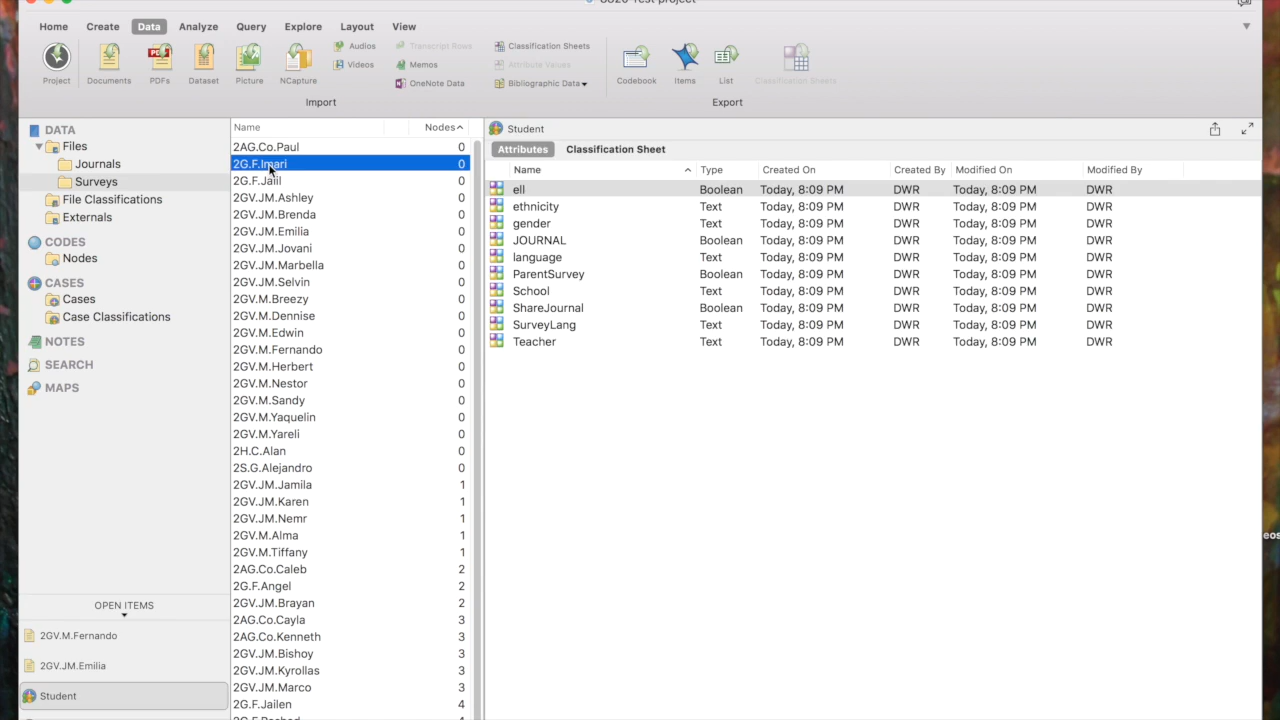 8320 Test project
Home Create Data Analyze Query Explore Layout View
Project Documents PDFs Dataset Picture NCapture
Audios
Videos
Transcript Rows
Memos
OneNote Data
Classification Sheets
Attribute Values
Bibliographic Data
Codebook Items List Classification Sheets
Import Export
DATA
Files
Journals
Surveys
File Classifications
Externals
CODES
Nodes
CASES
Cases
Case Classifications
NOTES
SEARCH
MAPS
OPEN ITEMS
2GV.M.Fernando
2GV.JM.Emilia
Student
Name Nodes
2AG.Co.Paul 0
2G.F.Imari 0
2G.F.Jalil 0
2GV.JM.Ashley 0
2GV.JM.Brenda 0
2GV.JM.Emilia 0
2GV.JM.Jovani 0
2GV.JM.Marbella 0
2GV.JM.Selvin 0
2GV.M.Breezy 0
2GV.M.Dennise 0
2GV.M.Edwin 0
2GV.M.Fernando 0
2GV.M.Herbert 0
2GV.M.Nestor 0
2GV.M.Sandy 0
2GV.M.Yaquelin 0
2GV.M.Yareli 0
2H.C.Alan 0
2S.G.Alejandro 0
2GV.JM.Jamila 1
2GV.JM.Karen 1
2GV.JM.Nemr 1
2GV.M.Alma 1
2GV.M.Tiffany 1
2AG.Co.Caleb 2
2G.F.Angel 2
2GV.JM.Brayan 2
2AG.Co.Cayla 3
2AG.Co.Kenneth 3
2GV.JM.Bishoy 3
2GV.JM.Kyrollas 3
2GV.JM.Marco 3
2G.F.Jailen 4
Student
Attributes Classification Sheet
Name Type Created On Created By Modified On Modified By
ell Boolean Today, 8:09 PM DWR Today, 8:09 PM DWR
ethnicity Text Today, 8:09 PM DWR Today, 8:09 PM DWR
gender Text Today, 8:09 PM DWR Today, 8:09 PM DWR
JOURNAL Boolean Today, 8:09 PM DWR Today, 8:09 PM DWR
language Text Today, 8:09 PM DWR Today, 8:09 PM DWR
ParentSurvey Boolean Today, 8:09 PM DWR Today, 8:09 PM DWR
School Text Today, 8:09 PM DWR Today, 8:09 PM DWR
ShareJournal Boolean Today, 8:09 PM DWR Today, 8:09 PM DWR
SurveyLang Text Today, 8:09 PM DWR Today, 8:09 PM DWR
Teacher Text Today, 8:09 PM DWR Today, 8:09 PM DWR
eos